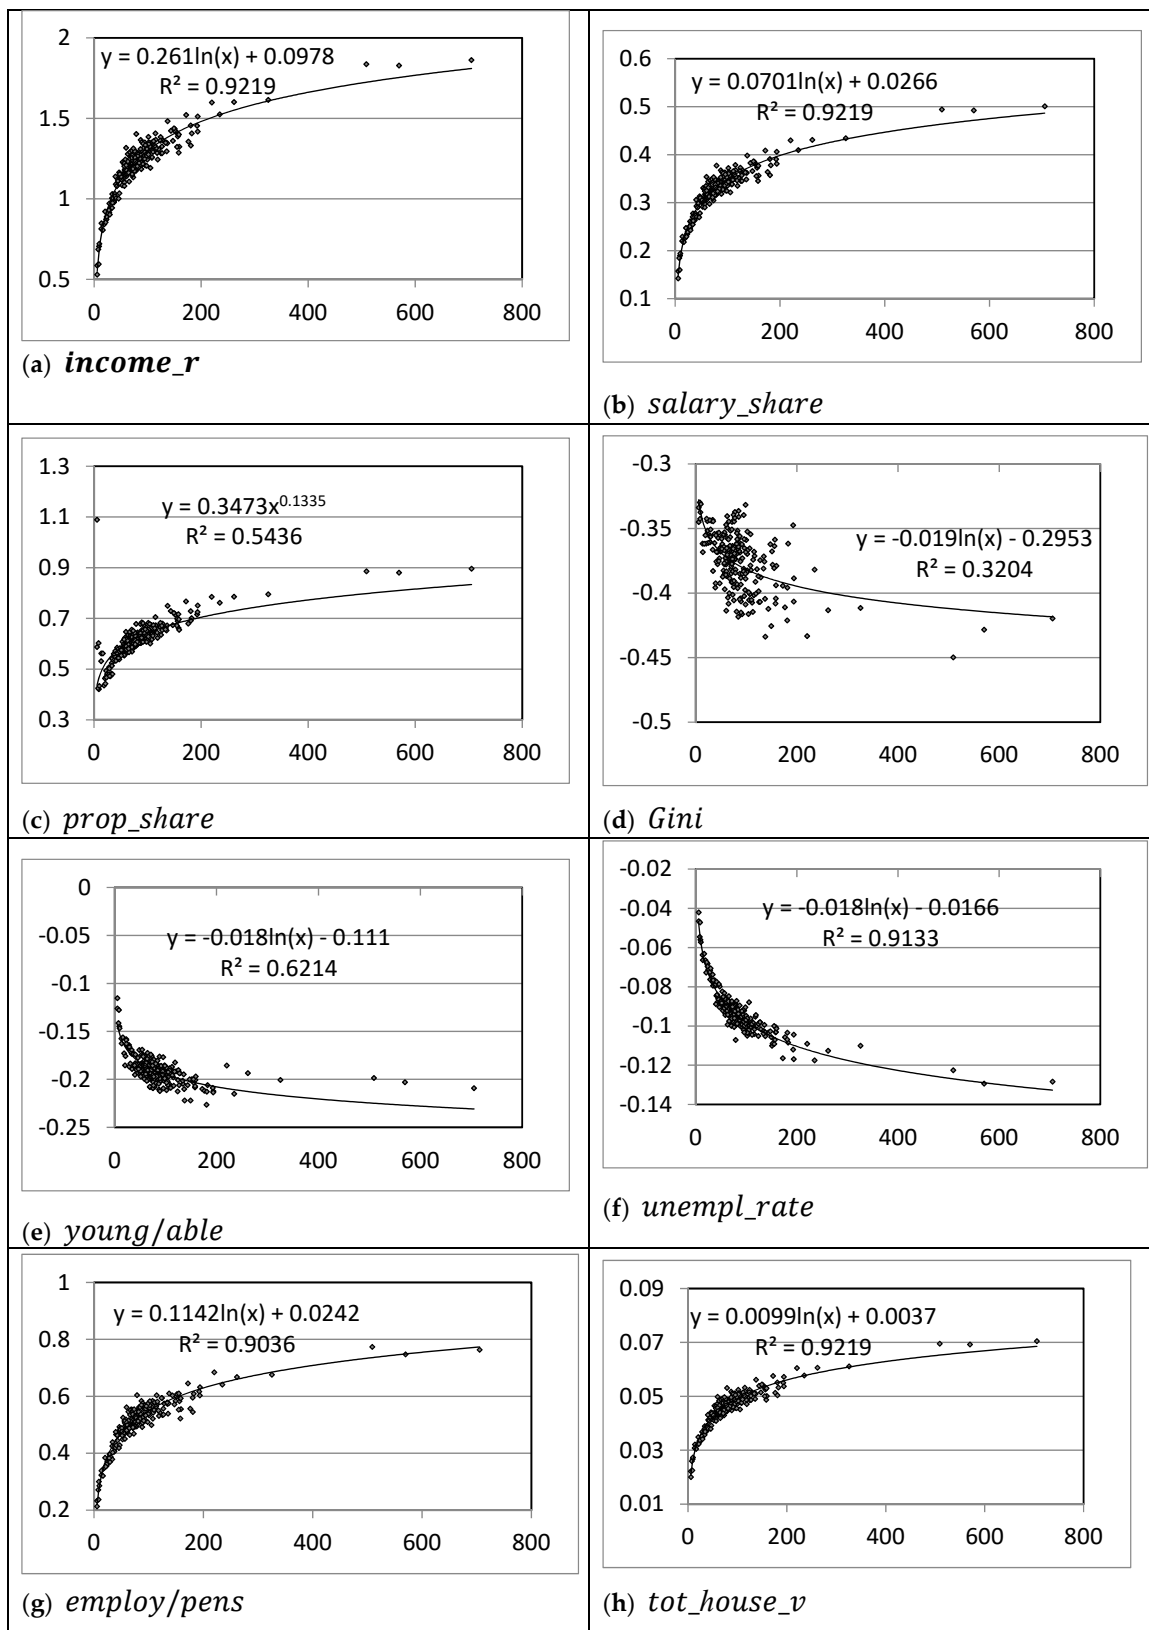 2
1.5
1
0.5
0 200 400 600 800
y = 0.261ln(x) + 0.0978
R² = 0.9219
(a) income_r
0.6
0.5
0.4
0.3
0.2
0.1
0 200 400 600 800
y = 0.0701ln(x) + 0.0266
R² = 0.9219
(b) salary_share
1.3
1.1
0.9
0.7
0.5
0.3
0 200 400 600 800
y = 0.3473x^0.1335
R² = 0.5436
(c) prop_share
-0.3
-0.35
-0.4
-0.45
-0.5
0 200 400 600 800
y = -0.019ln(x) - 0.2953
R² = 0.3204
(d) Gini
0
-0.05
-0.1
-0.15
-0.2
-0.25
0 200 400 600 800
y = -0.018ln(x) - 0.111
R² = 0.6214
(e) young/able
-0.02
-0.04
-0.06
-0.08
-0.1
-0.12
-0.14
0 200 400 600 800
y = -0.018ln(x) - 0.0166
R² = 0.9133
(f) unempl_rate
1
0.8
0.6
0.4
0.2
0 200 400 600 800
y = 0.1142ln(x) + 0.0242
R² = 0.9036
(g) employ/pens
0.09
0.07
0.05
0.03
0.01
0 200 400 600 800
y = 0.0099ln(x) + 0.0037
R² = 0.9219
(h) tot_house_v